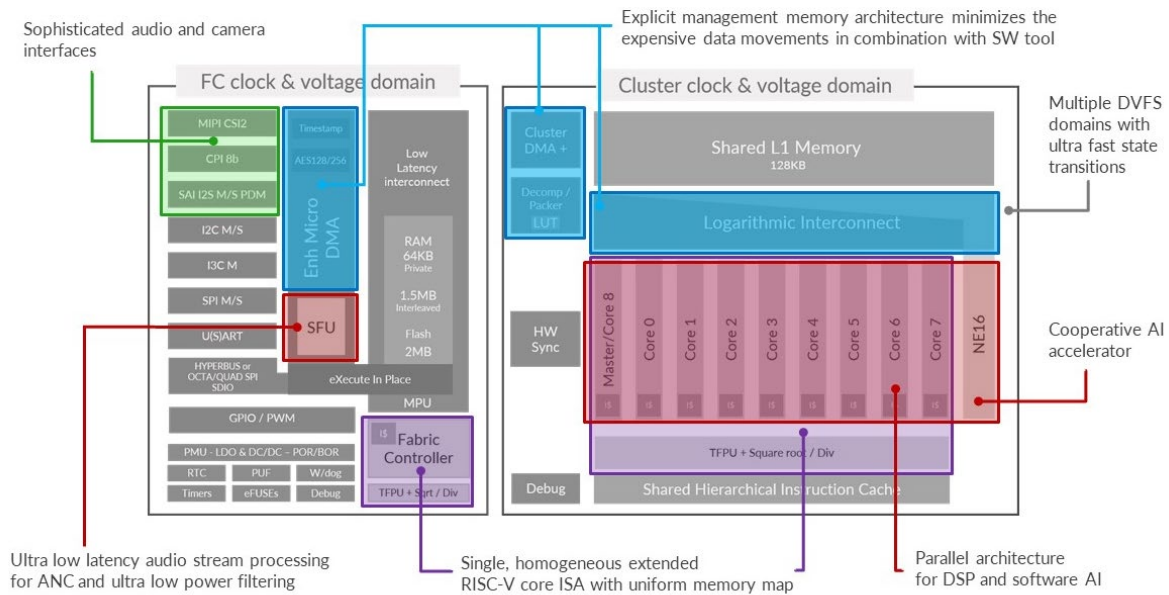 Sophisticated audio and camera
interfaces
Explicit management memory architecture minimizes the
expensive data movements in combination with SW tool
FC clock & voltage domain
Cluster clock & voltage domain
Multiple DVFS
domains with
ultra fast state
transitions
MIPI CSI2
CPI 8b
SAI I2S M/S PDM
I2C M/S
I3C M
SPI M/S
U(S)ART
HYPERBUS or
OCTA/QUAD SPI
SDIO
Timestamp
AES128/256
Enh Micro
DMA
SFU
Low
Latency
interconnect
RAM
64KB
Private
1.5MB
Interleaved
Flash
2MB
eXecute In Place
MPU
GPIO / PWM
I$
Fabric
Controller
TFPU + Sqrt / Div
PMU - LDO & DC/DC – POR/BOR
RTC
PUF
W/dog
Timers
eFUSEs
Debug
Cluster
DMA +
Decomp /
Packer
LUT
Shared L1 Memory
128KB
Logarithmic Interconnect
HW
Sync
Master/Core 8
Core 0
Core 1
Core 2
Core 3
Core 4
Core 5
Core 6
Core 7
NE16
I$
I$
I$
I$
I$
I$
I$
I$
I$
TFPU + Square root / Div
Debug
Shared Hierarchical Instruction Cache
Cooperative AI
accelerator
Ultra low latency audio stream processing
for ANC and ultra low power filtering
Single, homogeneous extended
RISC-V core ISA with uniform memory map
Parallel architecture
for DSP and software AI